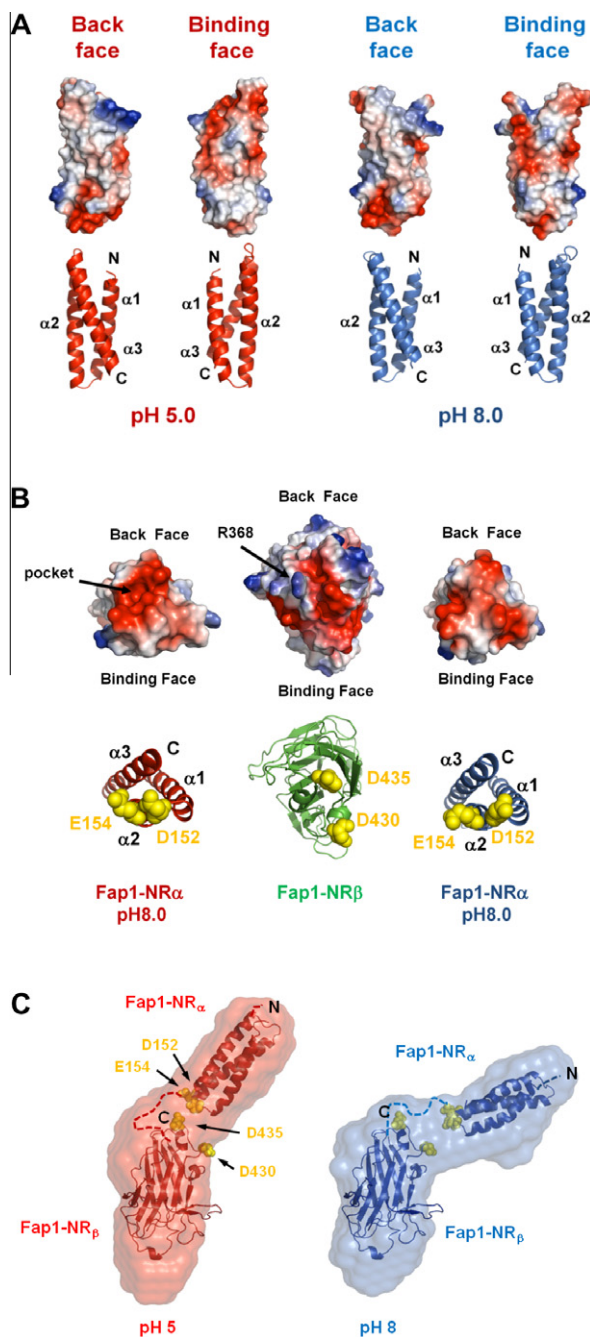 A
Back face
Binding face
Back face
Binding face
N
α1
α2
α3
C
N
α1
α2
α3
C
N
α1
α2
α3
C
N
α1
α2
α3
C
pH 5.0
pH 8.0
B
Back Face
R368
Back Face
Back Face
pocket
Binding Face
Binding Face
Binding Face
α3
C
α1
E154
α2
D152
D435
D430
α3
C
α1
E154
α2
D152
Fap1-NRα
pH8.0
Fap1-NRβ
Fap1-NRα
pH8.0
C
Fap1-NRα
N
D152
E154
C
D435
D430
Fap1-NRβ
pH 5
Fap1-NRα
N
C
Fap1-NRβ
pH 8